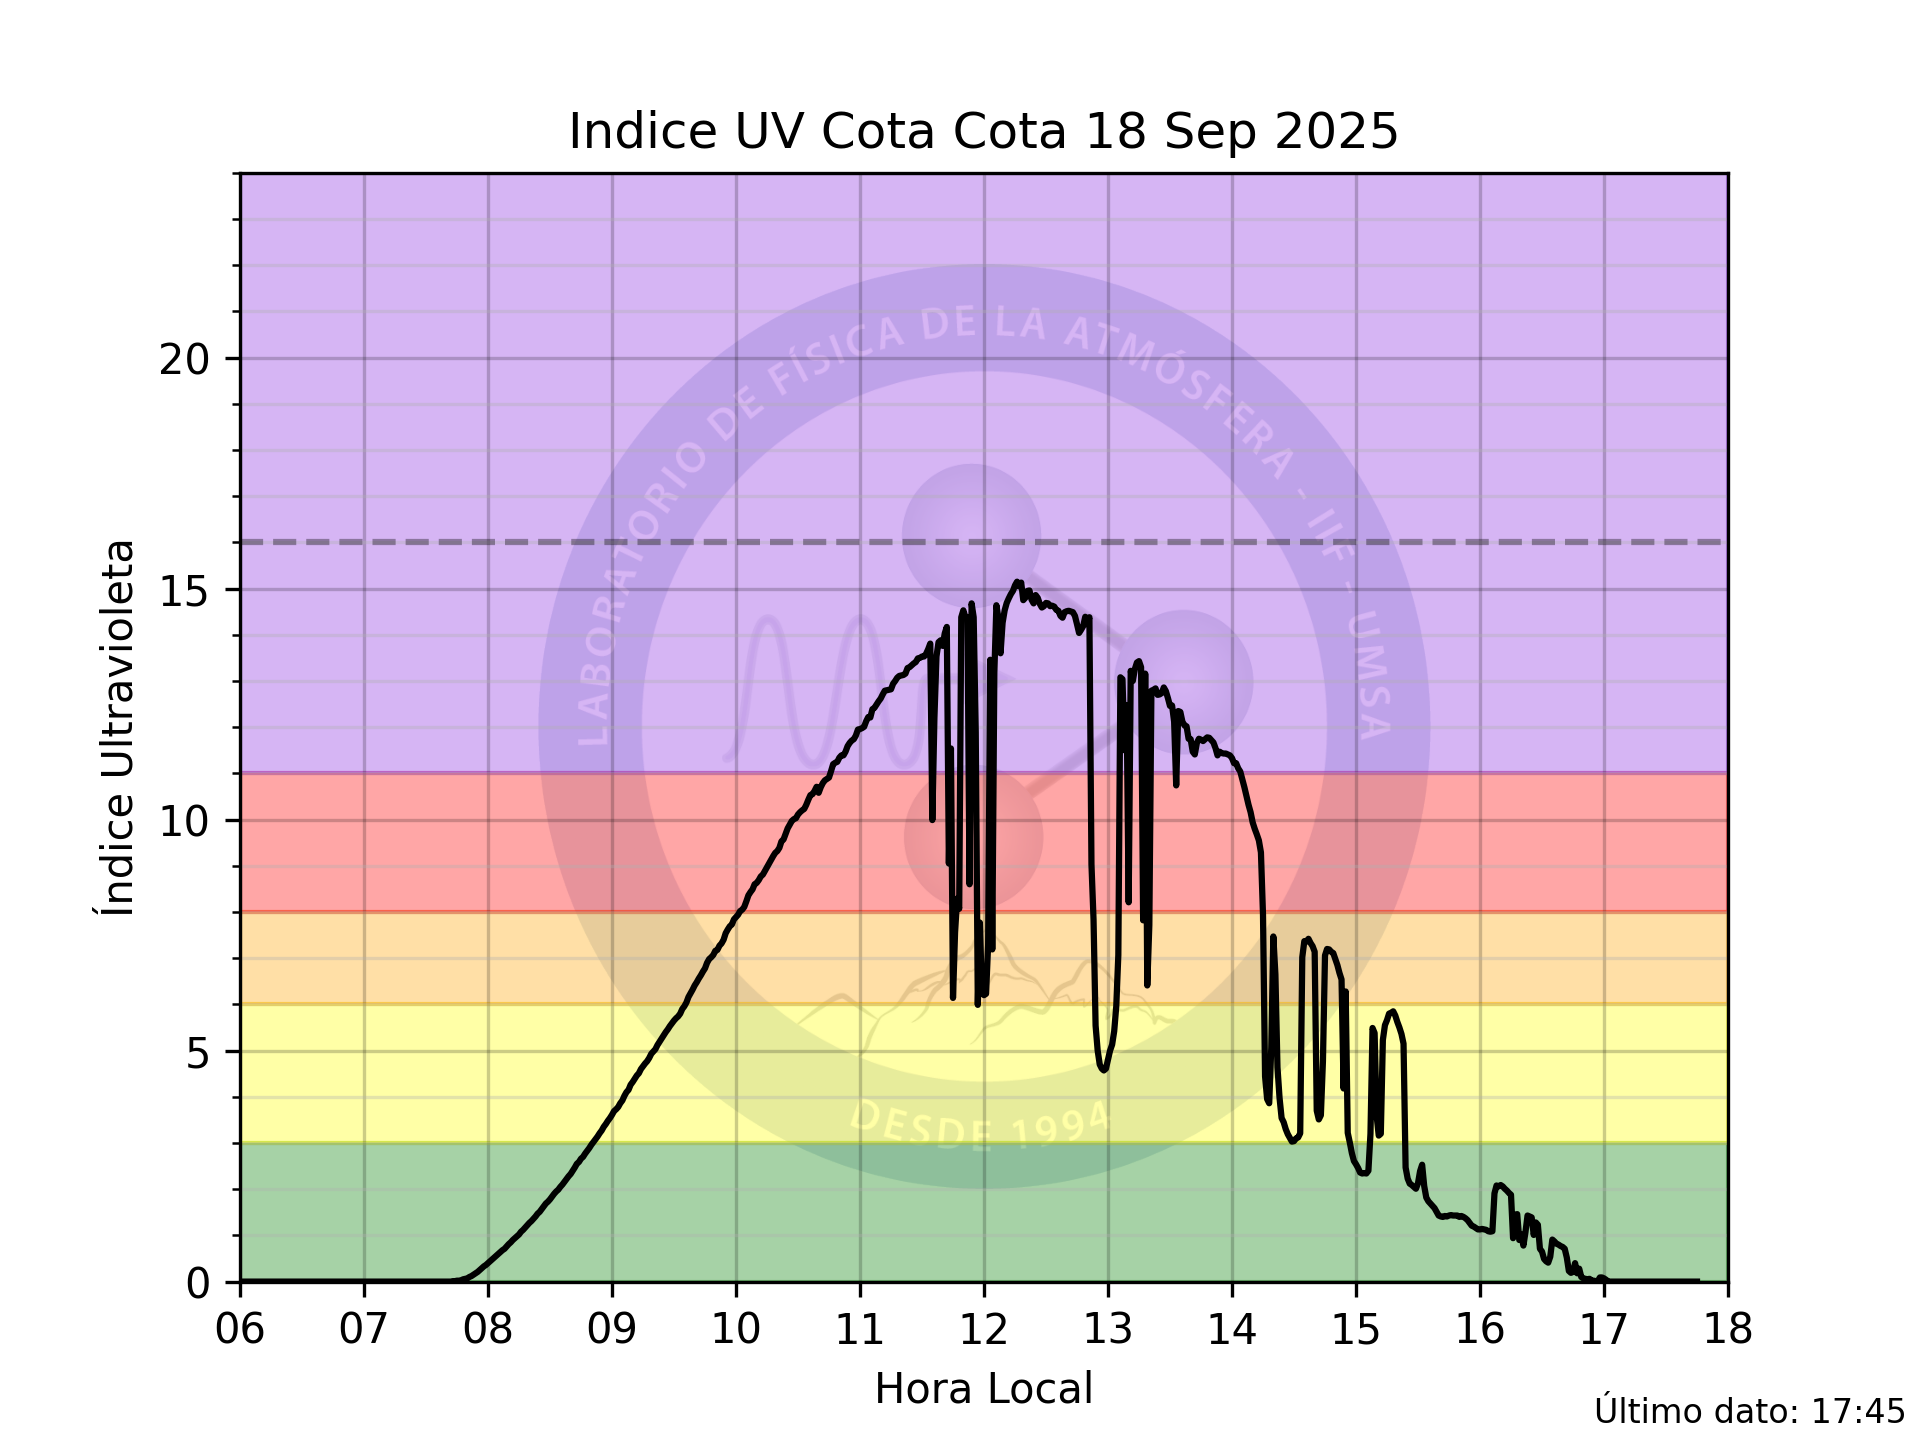 Indice UV Cota Cota 18 Sep 2025
LABORATORIO DE FÍSICA DE LA ATMÓSFERA - IIF - UMSA
DESDE 1994
Índice Ultravioleta
20
15
10
5
0
06 07 08 09 10 11 12 13 14 15 16 17 18
Hora Local
Último dato: 17:45